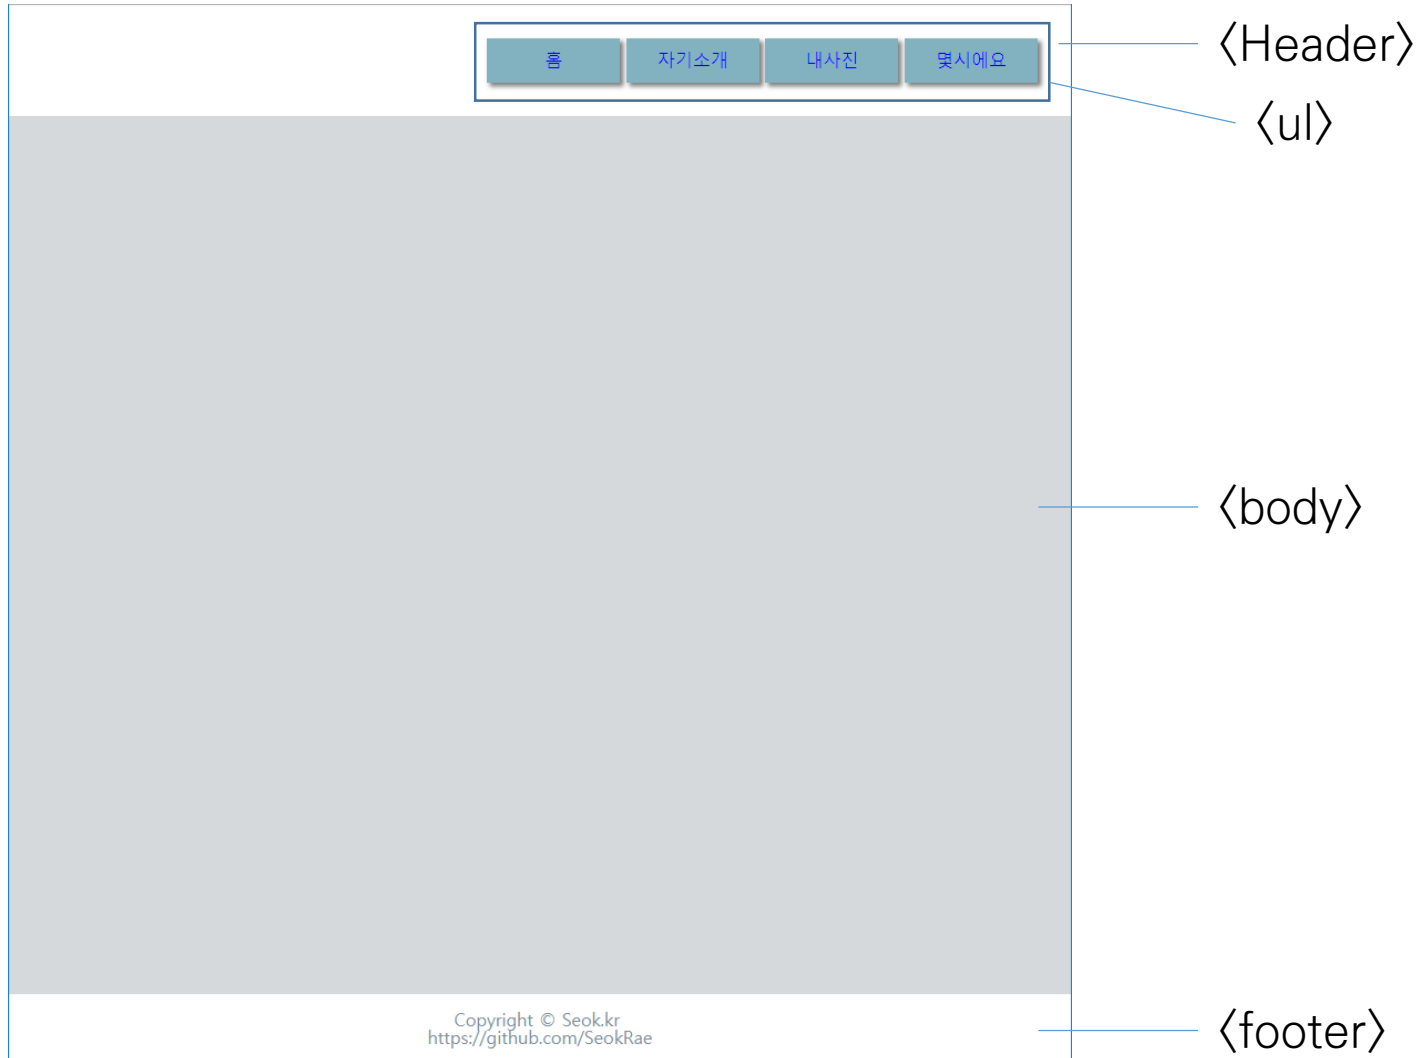 홈 자기소개 내사진 몇시에요
<Header>
<ul>
<body>
Copyright © Seok.kr
https://github.com/SeokRae
<footer>